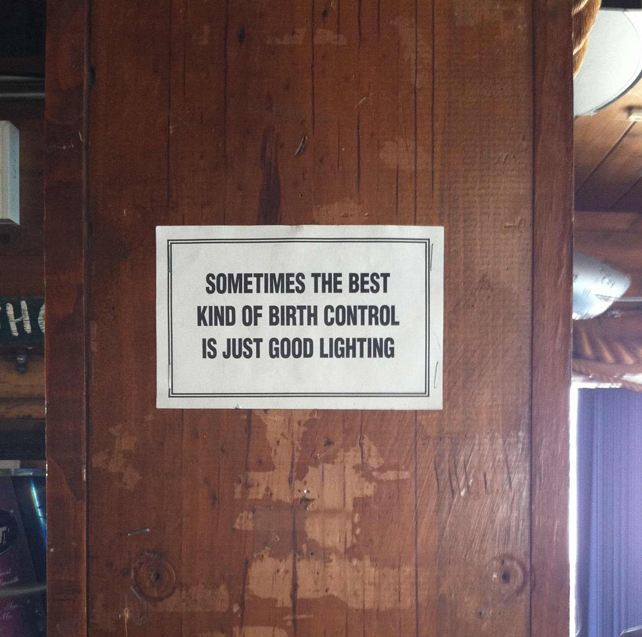 SOMETIMES THE BEST
KIND OF BIRTH CONTROL
IS JUST GOOD LIGHTING